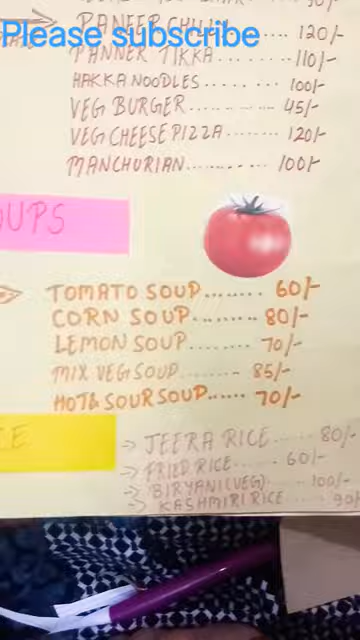 Please subscribe
PANEER CHILLI ..... 120/-
PANNER TIKKA ....... 110/-
HAKKA NOODLES ...... 100/-
VEG BURGER ......... 45/-
VEG CHEESE PIZZA ....... 120/-
MANCHURIAN ......... 100/-
OUPS
TOMATO SOUP ....... 60/-
CORN SOUP ......... 80/-
LEMON SOUP ........ 70/-
MIX VEG SOUP ........ 85/-
HOT & SOUR SOUP ...... 70/-
CE
→ JEERA RICE ..... 80/-
→ FRIED RICE ..... 60/-
→ BIRYANI (VEG) ..... 100/-
→ KASHMIRI RICE ..... 90/-